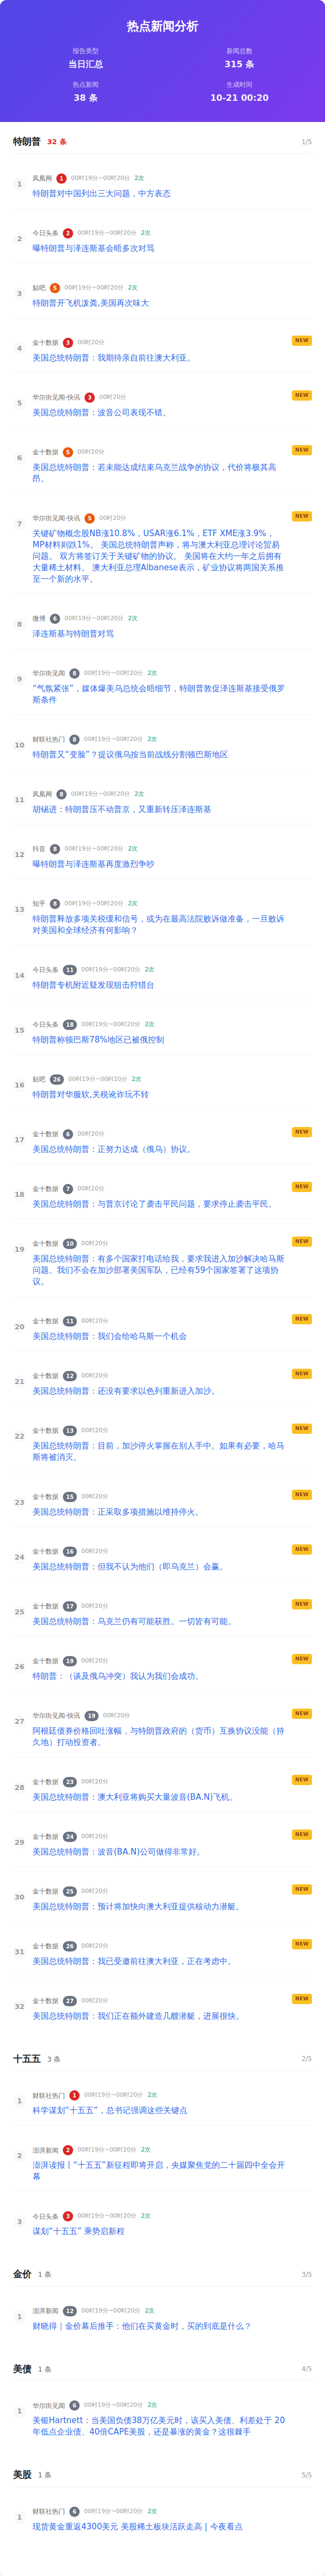 热点新闻分析
报告类型
新闻总数
当日汇总
315 条
热点新闻
生成时间
38 条
10-21 00:20
特朗普 32 条 1/5
1
凤凰网 1 00时19分~00时20分 2次
特朗普对中国列出三大问题，中方表态
2
今日头条 2 00时19分~00时20分 2次
曝特朗普与泽连斯基会晤多次对骂
3
贴吧 5 00时19分~00时20分 2次
特朗普开飞机泼粪,美国再次味大
4
金十数据 3 00时20分 NEW
美国总统特朗普：我期待亲自前往澳大利亚。
5
华尔街见闻-快讯 3 00时20分 NEW
美国总统特朗普：波音公司表现不错。
6
金十数据 5 00时20分 NEW
美国总统特朗普：若未能达成结束乌克兰战争的协议，代价将极其高
昂。
7
华尔街见闻-快讯 5 00时20分 NEW
关键矿物概念股NB涨10.8%，USAR涨6.1%，ETF XME涨3.9%，
MP材料则跌1%。 美国总统特朗普声称，将与澳大利亚总理讨论贸易
问题。 双方将签订关于关键矿物的协议。 美国将在大约一年之后拥有
大量稀土材料。 澳大利亚总理Albanese表示，矿业协议将两国关系推
至一个新的水平。
8
微博 6 00时19分~00时20分 2次
泽连斯基与特朗普对骂
9
华尔街见闻 8 00时19分~00时20分 2次
“气氛紧张”，媒体爆美乌总统会晤细节，特朗普敦促泽连斯基接受俄罗
斯条件
10
财联社热门 8 00时19分~00时20分 2次
特朗普又“变脸”？提议俄乌按当前战线分割顿巴斯地区
11
凤凰网 8 00时19分~00时20分 2次
胡锡进：特朗普压不动普京，又重新转压泽连斯基
12
抖音 8 00时19分~00时20分 2次
曝特朗普与泽连斯基再度激烈争吵
13
知乎 8 00时19分~00时20分 2次
特朗普释放多项关税缓和信号，或为在最高法院败诉做准备，一旦败诉
对美国和全球经济有何影响？
14
今日头条 11 00时19分~00时20分 2次
特朗普专机附近疑发现狙击狩猎台
15
今日头条 18 00时19分~00时20分 2次
特朗普称顿巴斯78%地区已被俄控制
16
贴吧 26 00时19分~00时20分 2次
特朗普对华服软,关税讹诈玩不转
17
金十数据 6 00时20分 NEW
美国总统特朗普：正努力达成（俄乌）协议。
18
金十数据 7 00时20分 NEW
美国总统特朗普：与普京讨论了袭击平民问题，要求停止袭击平民。
19
金十数据 10 00时20分 NEW
美国总统特朗普：有多个国家打电话给我，要求我进入加沙解决哈马斯
问题。我们不会在加沙部署美国军队，已经有59个国家签署了这项协
议。
20
金十数据 11 00时20分 NEW
美国总统特朗普：我们会给哈马斯一个机会
21
金十数据 12 00时20分 NEW
美国总统特朗普：还没有要求以色列重新进入加沙。
22
金十数据 13 00时20分 NEW
美国总统特朗普：目前，加沙停火掌握在别人手中。如果有必要，哈马
斯将被消灭。
23
金十数据 15 00时20分 NEW
美国总统特朗普：正采取多项措施以维持停火。
24
金十数据 16 00时20分 NEW
美国总统特朗普：但我不认为他们（即乌克兰）会赢。
25
金十数据 17 00时20分 NEW
美国总统特朗普：乌克兰仍有可能获胜。一切皆有可能。
26
金十数据 19 00时20分 NEW
特朗普：（谈及俄乌冲突）我认为我们会成功。
27
华尔街见闻-快讯 19 00时20分 NEW
阿根廷债券价格回吐涨幅，与特朗普政府的（货币）互换协议没能（持
久地）打动投资者。
28
金十数据 23 00时20分 NEW
美国总统特朗普：澳大利亚将购买大量波音(BA.N)飞机。
29
金十数据 24 00时20分 NEW
美国总统特朗普：波音(BA.N)公司做得非常好。
30
金十数据 25 00时20分 NEW
美国总统特朗普：预计将加快向澳大利亚提供核动力潜艇。
31
金十数据 26 00时20分 NEW
美国总统特朗普：我已受邀前往澳大利亚，正在考虑中。
32
金十数据 27 00时20分 NEW
美国总统特朗普：我们正在额外建造几艘潜艇，进展很快。
十五五 3 条 2/5
1
财联社热门 1 00时19分~00时20分 2次
科学谋划“十五五”，总书记强调这些关键点
2
澎湃新闻 2 00时19分~00时20分 2次
澎湃读报丨“十五五”新征程即将开启，央媒聚焦党的二十届四中全会开
幕
3
今日头条 3 00时19分~00时20分 2次
谋划“十五五” 乘势启新程
金价 1 条 3/5
1
澎湃新闻 12 00时19分~00时20分 2次
财晓得｜金价幕后推手：他们在买黄金时，买的到底是什么？
美债 1 条 4/5
1
华尔街见闻 6 00时19分~00时20分 2次
美银Hartnett：当美国负债38万亿美元时，该买入美债、利差处于 20
年低点企业债、40倍CAPE美股，还是暴涨的黄金？这很棘手
美股 1 条 5/5
1
财联社热门 6 00时19分~00时20分 2次
现货黄金重返4300美元 美股稀土板块活跃走高 | 今夜看点